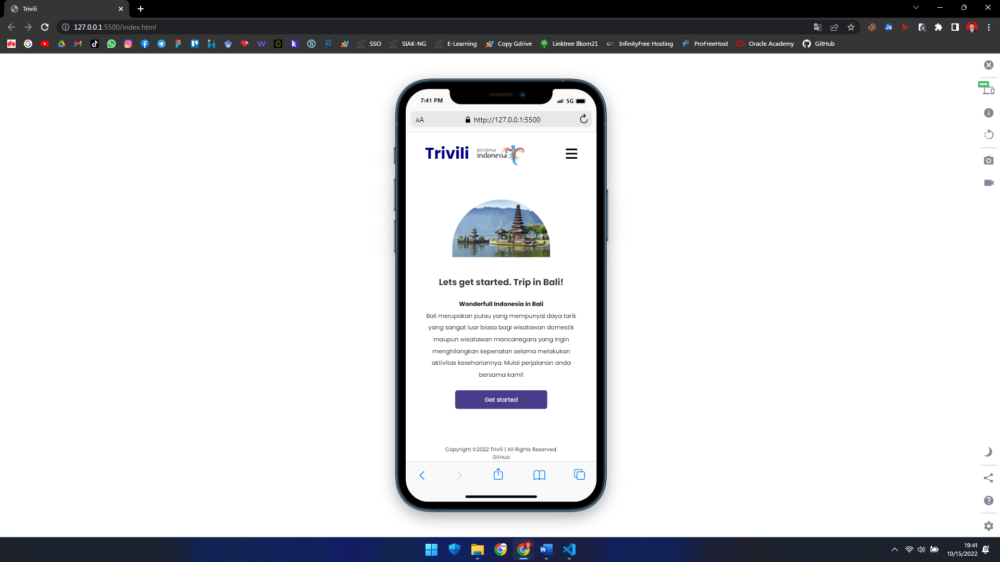 Trivili
127.0.0.1:5500/index.html
SSO
SIAK-NG
E-Learning
Copy Gdrive
Linktree Ilkom21
InfinityFree Hosting
ProFreeHost
Oracle Academy
GitHub
NEW
7:41 PM
5G
AA
http://127.0.0.1:5500
Trivili
pesona
indonesia
Lets get started. Trip in Bali!
Wonderfull Indonesia in Bali
Bali merupakan pulau yang mempunyai daya tarik
yang sangat luar biasa bagi wisatawan domestik
maupun wisatawan mancanegara yang ingin
menghilangkan kepenatan selama melakukan
aktivitas kesehariannya. Mulai perjalanan anda
bersama kami!
Get started
Copyright ©2022 Trivili | All Rights Reserved.
GitHub
19:41
10/15/2022